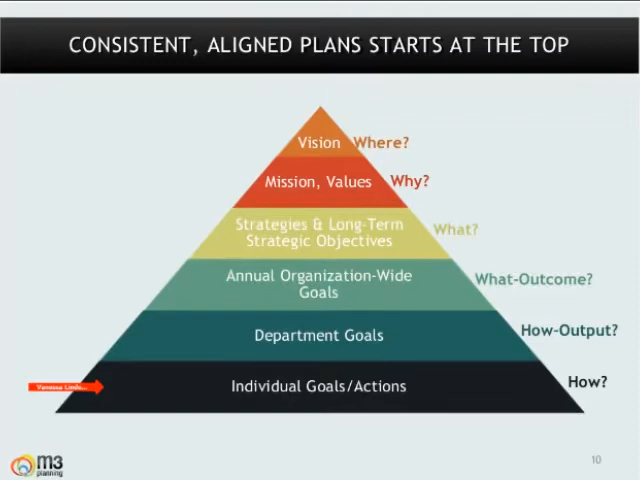 CONSISTENT, ALIGNED PLANS STARTS AT THE TOP
Vision Where?
Mission, Values Why?
Strategies & Long-Term
Strategic Objectives
What?
Annual Organization-Wide
Goals
What-Outcome?
Department Goals
How-Output?
Vanessa
Individual Goals/Actions
How?
m3
planning
10